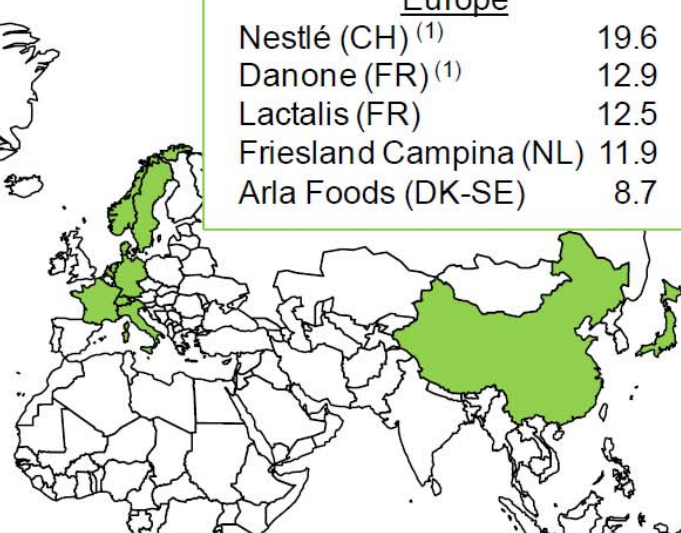 Europe
Nestlé (CH) (1) 19.6
Danone (FR) (1) 12.9
Lactalis (FR) 12.5
Friesland Campina (NL) 11.9
Arla Foods (DK-SE) 8.7